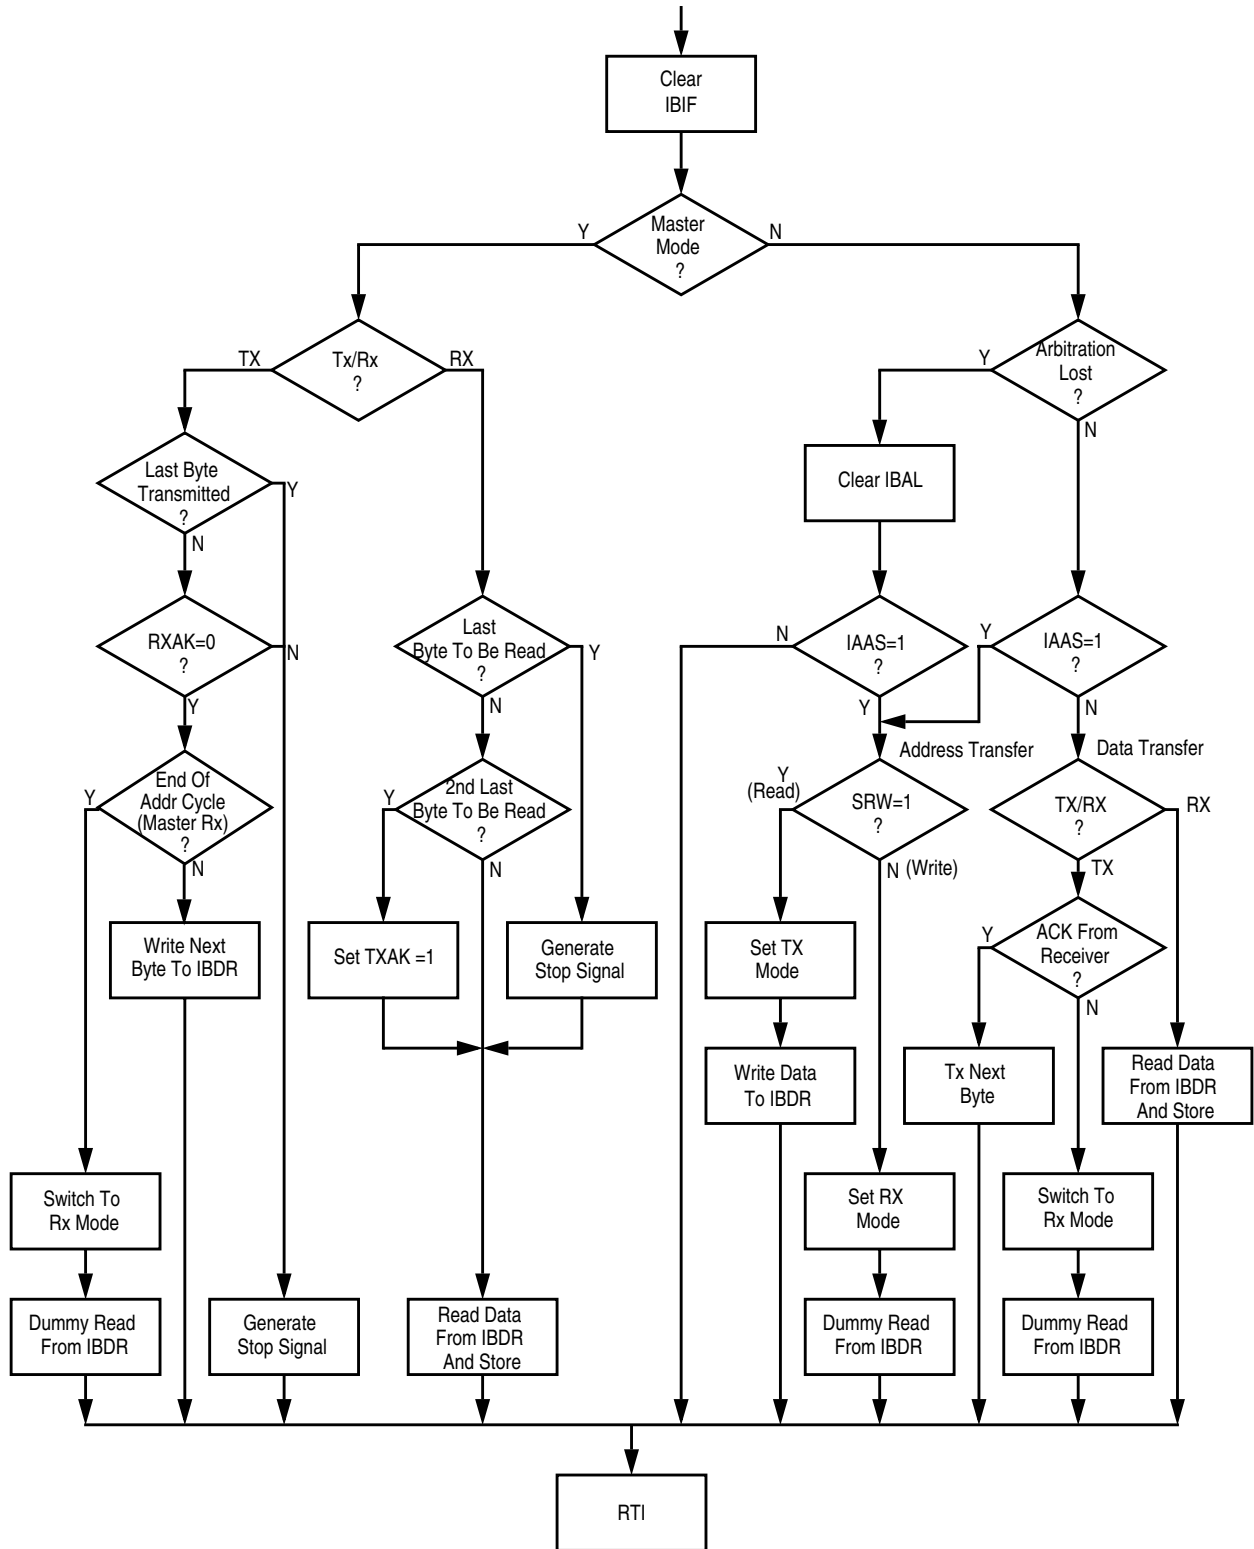 Clear
IBIF
Master
Mode
?
Y
N
Tx/Rx
?
TX
RX
Arbitration
Lost
?
Y
N
Last Byte
Transmitted
?
Y
N
Clear IBAL
RXAK=0
?
N
Y
Last
Byte To Be Read
?
Y
N
IAAS=1
?
N
Y
IAAS=1
?
Y
N
Address Transfer
Data Transfer
End Of
Addr Cycle
(Master Rx)
?
Y
N
2nd Last
Byte To Be Read
?
Y
N
SRW=1
?
Y
(Read)
N (Write)
TX/RX
?
RX
TX
Write Next
Byte To IBDR
Set TXAK =1
Generate
Stop Signal
Set TX
Mode
ACK From
Receiver
?
Y
N
Write Data
To IBDR
Tx Next
Byte
Read Data
From IBDR
And Store
Switch To
Rx Mode
Set RX
Mode
Switch To
Rx Mode
Dummy Read
From IBDR
Generate
Stop Signal
Read Data
From IBDR
And Store
Dummy Read
From IBDR
Dummy Read
From IBDR
RTI